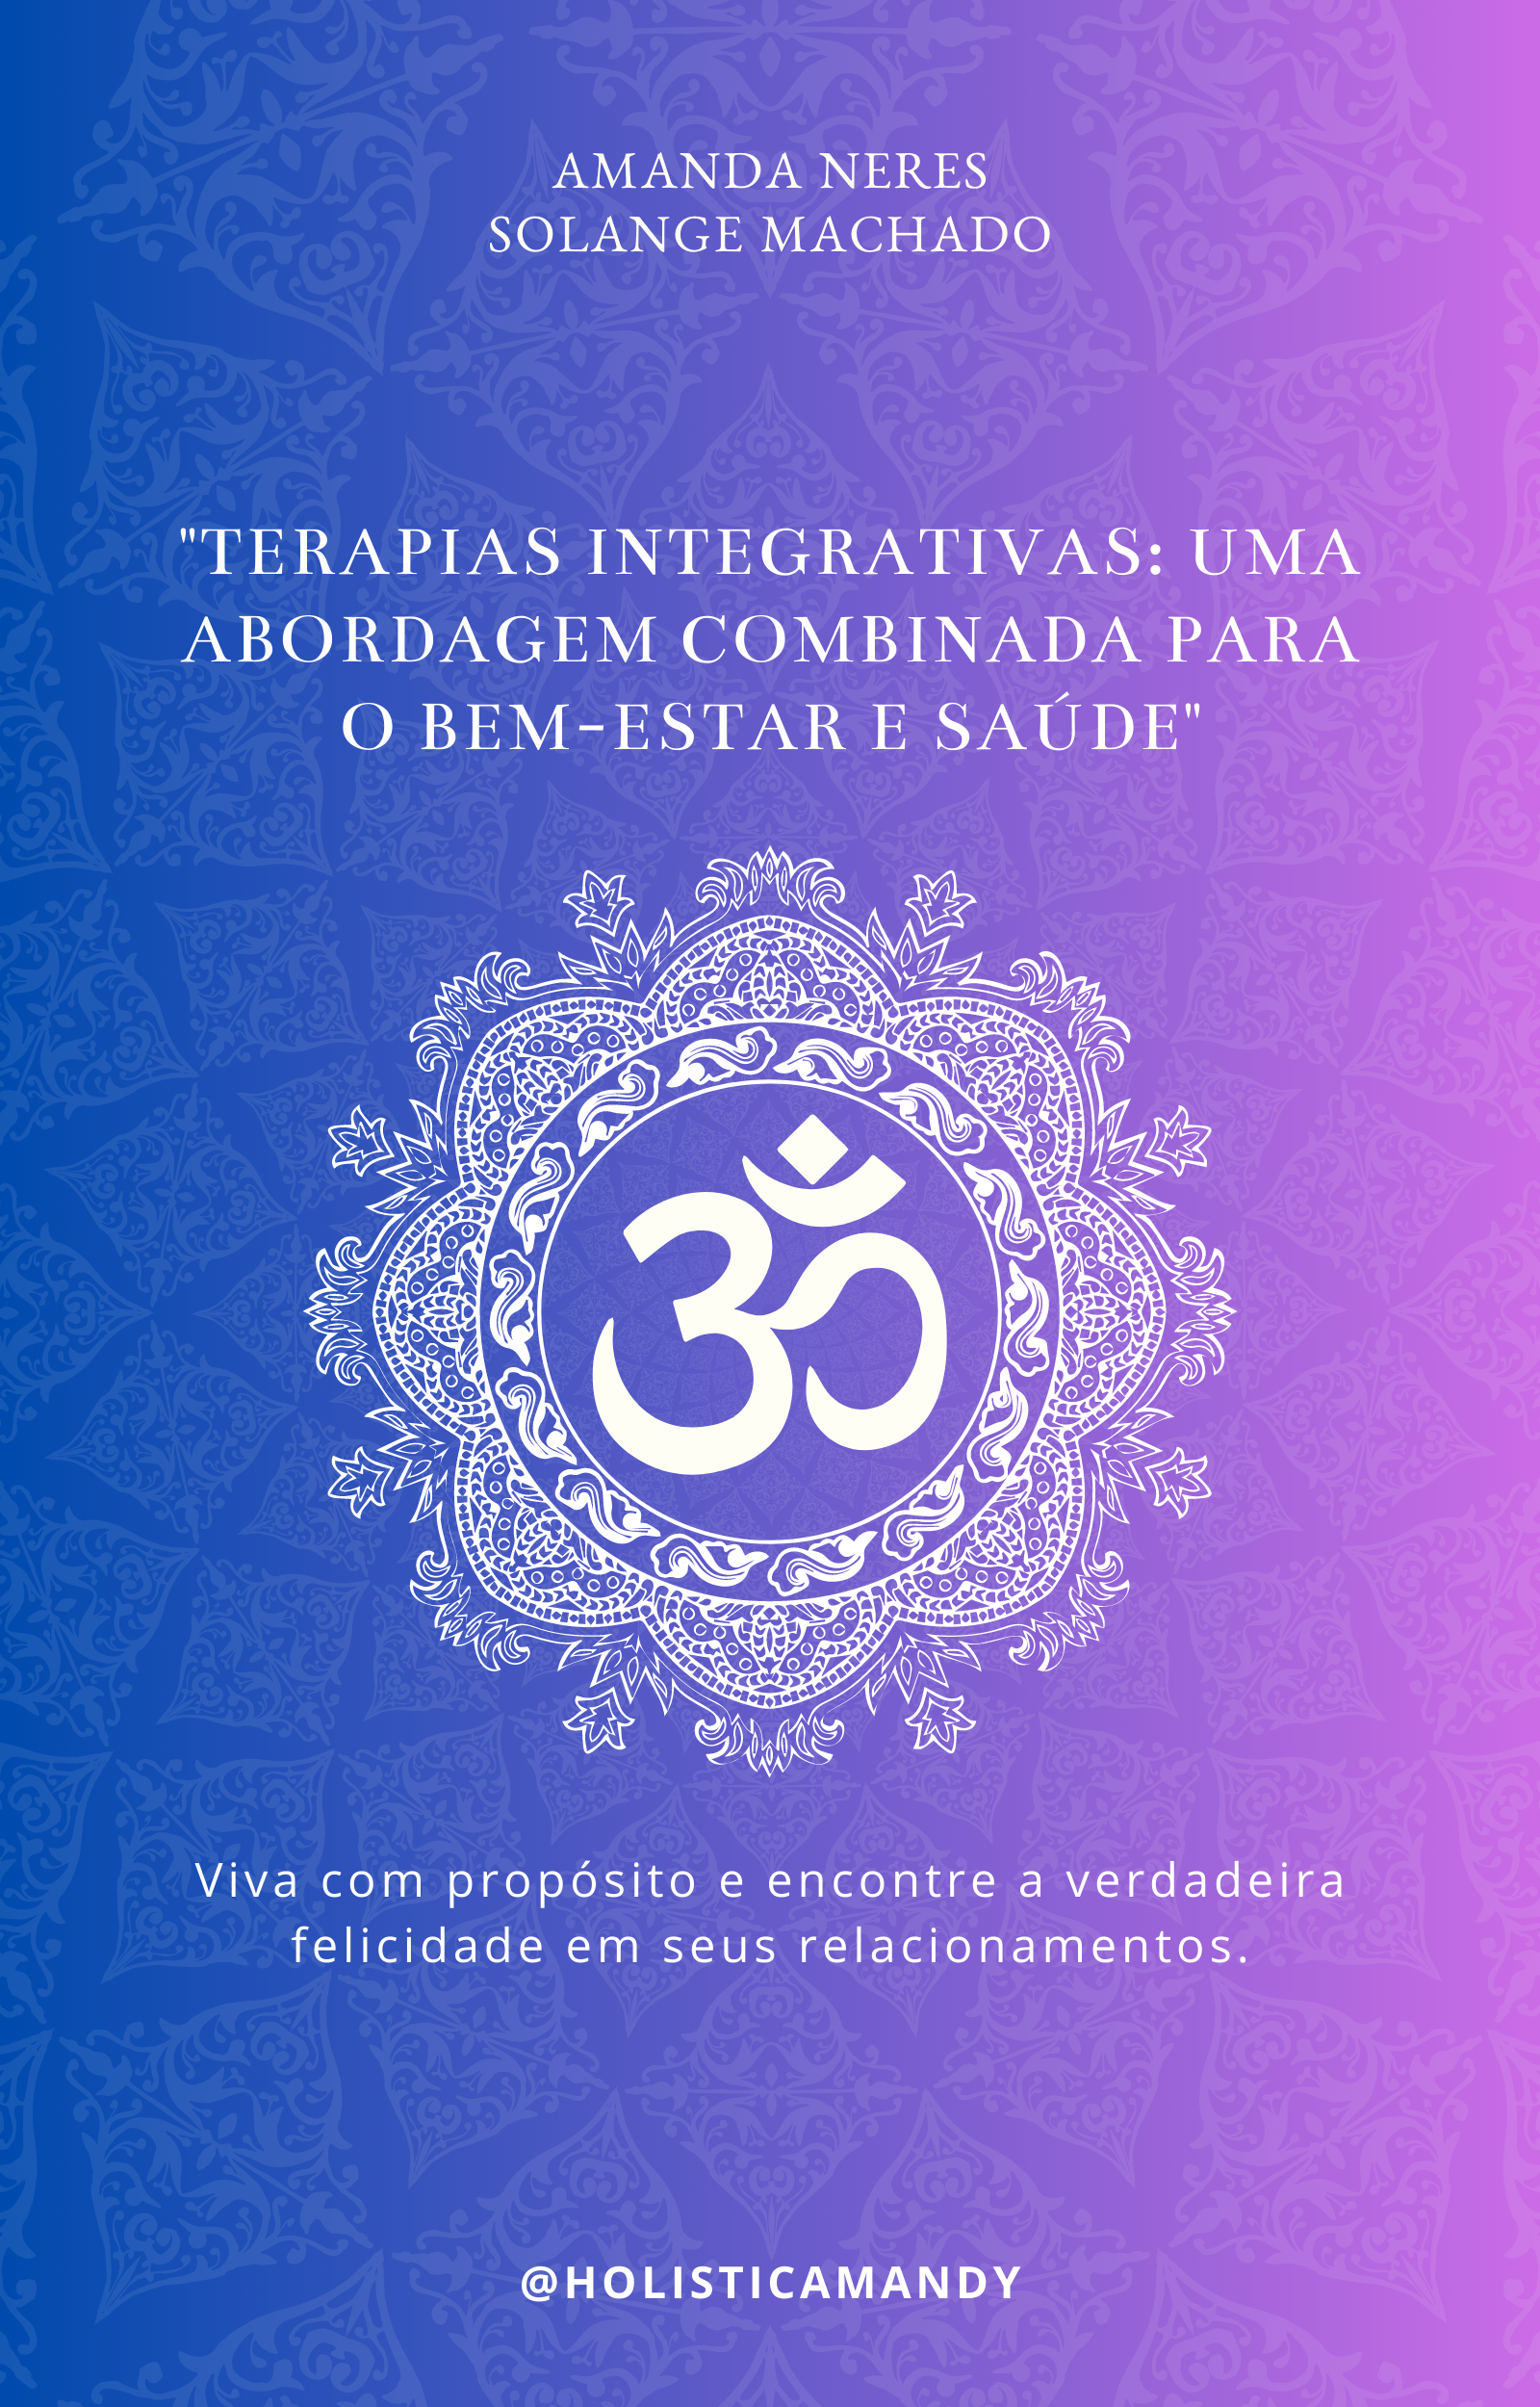 AMANDA NERES
SOLANGE MACHADO
"TERAPIAS INTEGRATIVAS: UMA
ABORDAGEM COMBINADA PARA
O BEM-ESTAR E SAÚDE"
ॐ
Viva com propósito e encontre a verdadeira
felicidade em seus relacionamentos.
@HOLISTICAMANDY